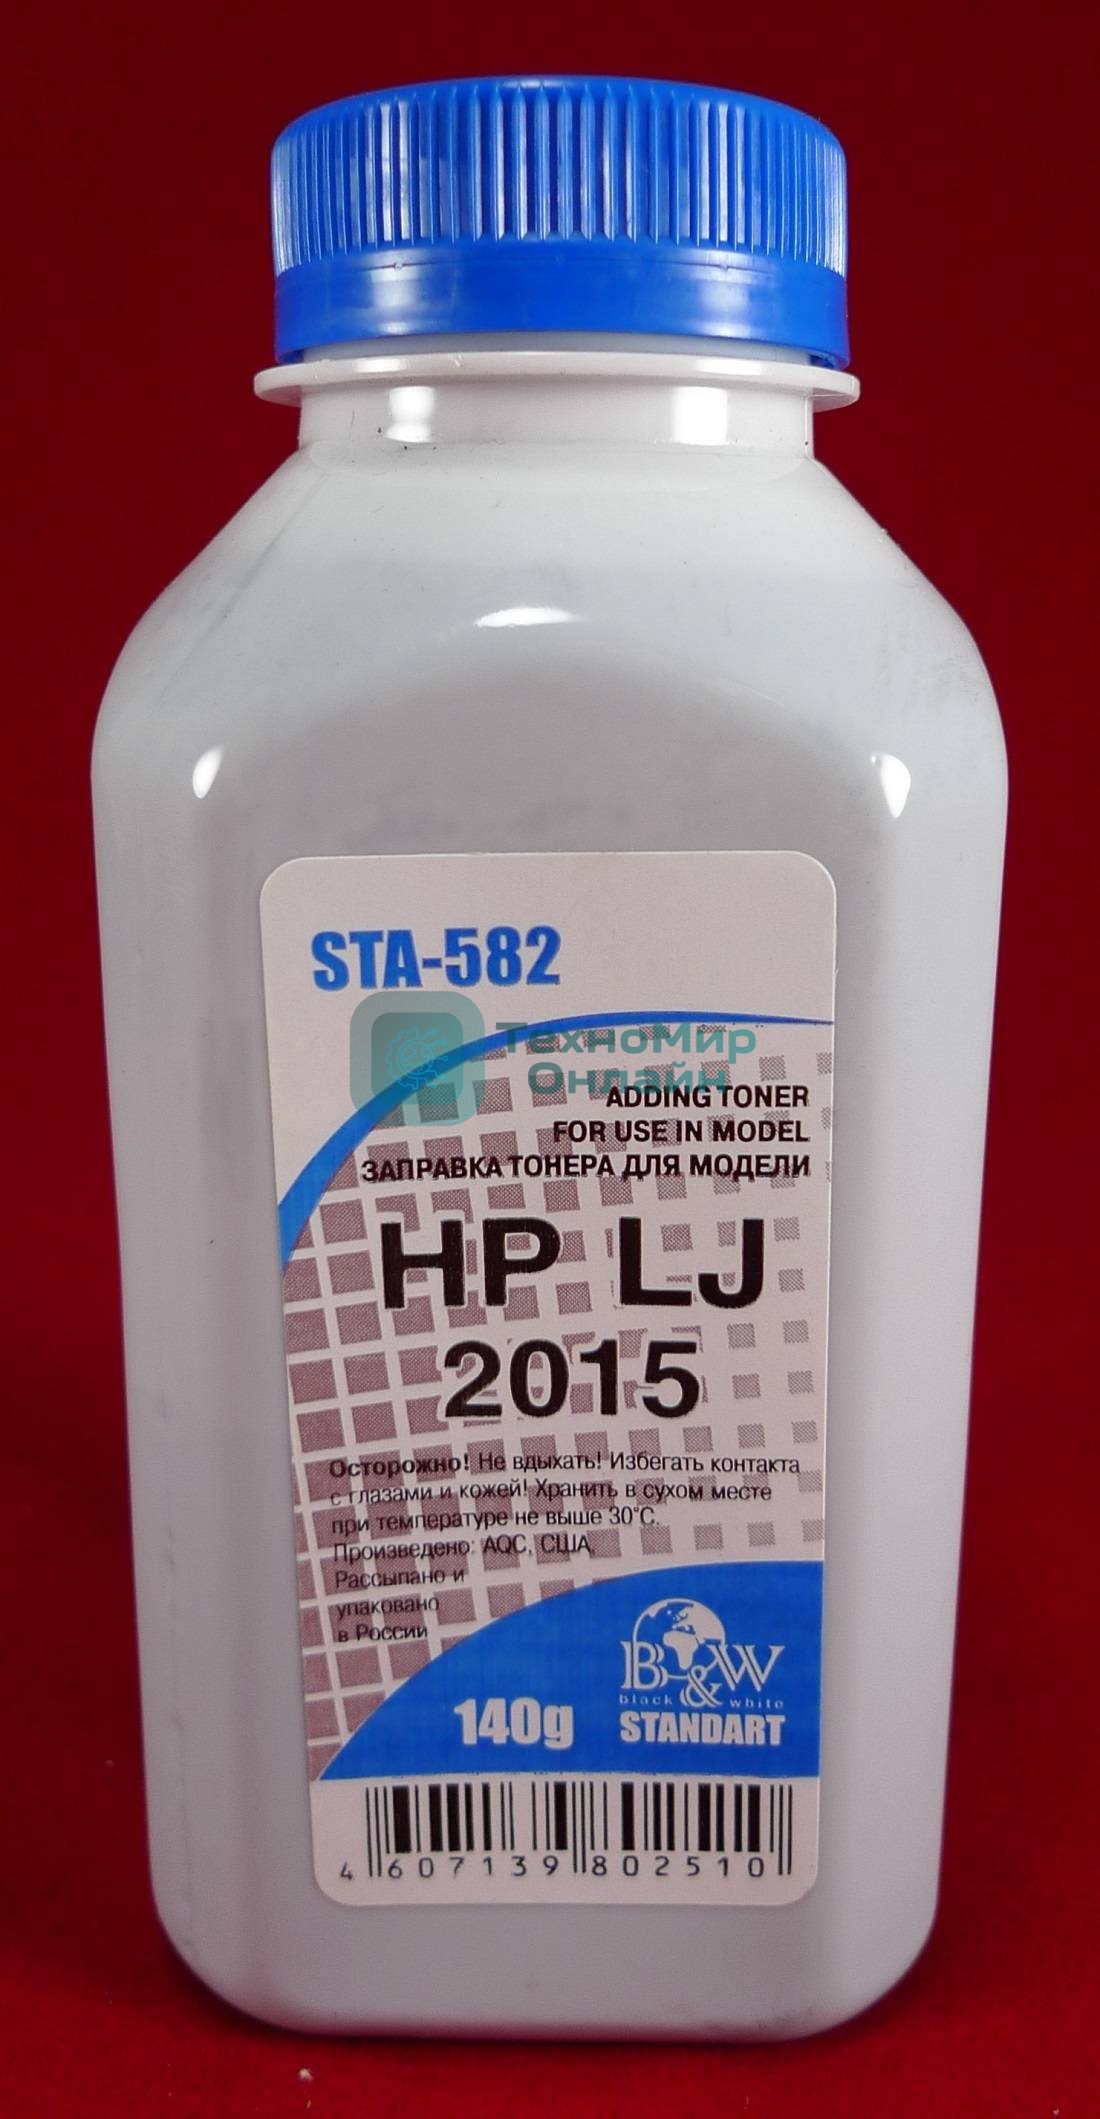 STA-582
ТехноМир
Онлайн
ADDING TONER
FOR USE IN MODEL
ЗАПРАВКА ТОНЕРА ДЛЯ МОДЕЛИ
HP LJ
2015
Осторожно! Не вдыхать! Избегать контакта
с глазами и кожей! Хранить в сухом месте
при температуре не выше 30°C.
Произведено: AQC, США.
Рассыпано и
упаковано
в России
B&W
black & white
140g STANDART
4 607139 802510